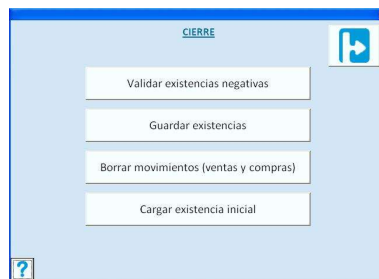 CIERRE
Validar existencias negativas
Guardar existencias
Borrar movimientos (ventas y compras)
Cargar existencia inicial
?